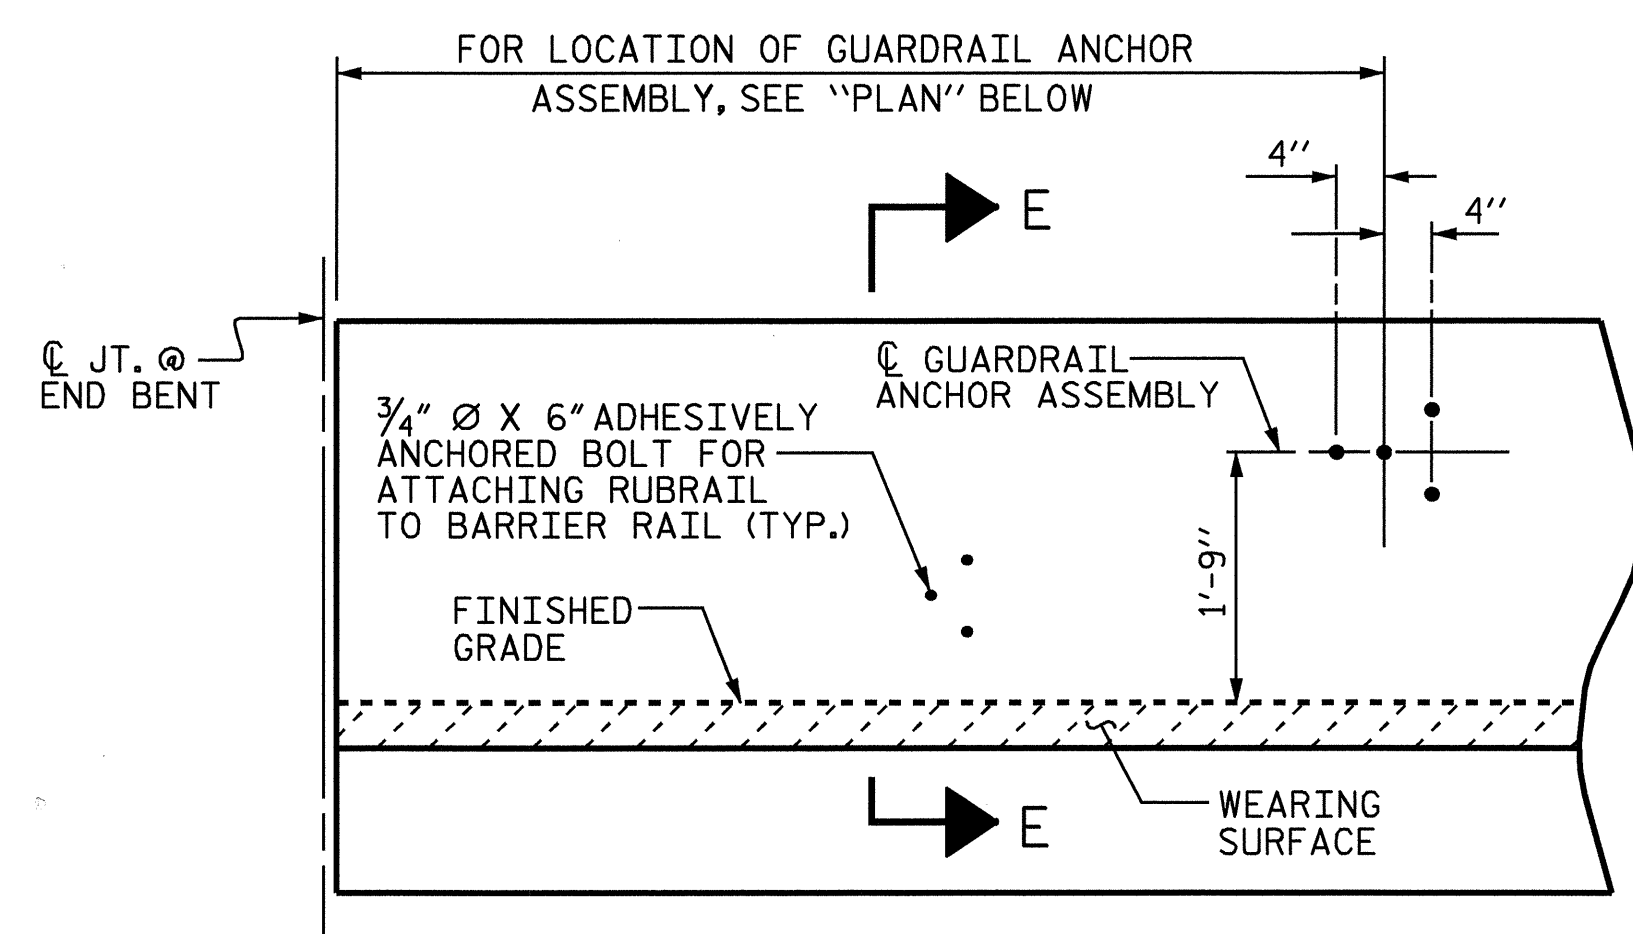 FOR LOCATION OF GUARDRAIL ANCHOR
ASSEMBLY, SEE "PLAN" BELOW
4"
4"
E
℄ JT. @
END BENT
℄ GUARDRAIL
ANCHOR ASSEMBLY
3/4" Ø X 6" ADHESIVELY
ANCHORED BOLT FOR
ATTACHING RUBRAIL
TO BARRIER RAIL (TYP.)
1'-9"
FINISHED
GRADE
WEARING
SURFACE
E